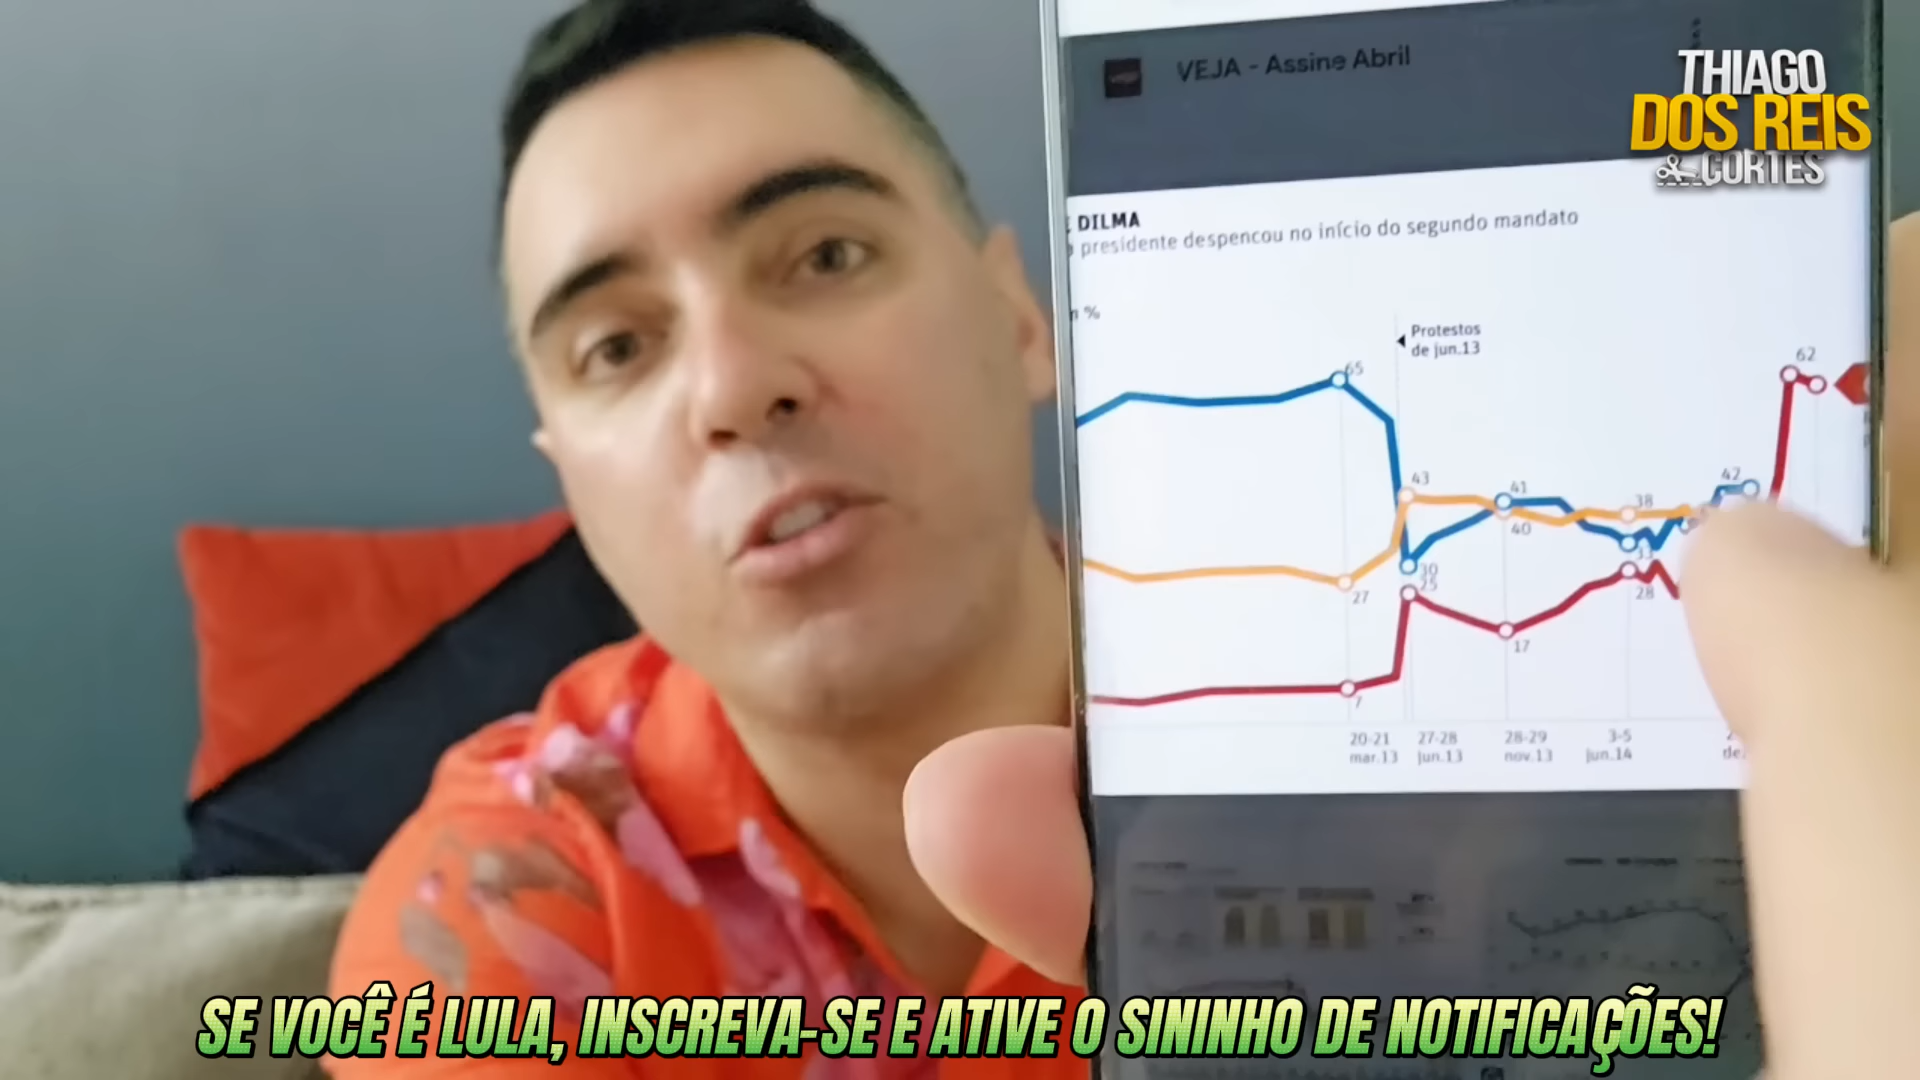 VEJA - Assine Abril
THIAGO
DOS REIS
& CORTES
DILMA
presidente despencou no início do segundo mandato
%
Protestos
de jun.13
65
62
43
41
42
38
40
30
25
33
27
28
17
7
20-21
mar.13
27-28
jun.13
28-29
nov.13
3-5
jun.14
SE VOCÊ É LULA, INSCREVA-SE E ATIVE O SININHO DE NOTIFICAÇÕES!